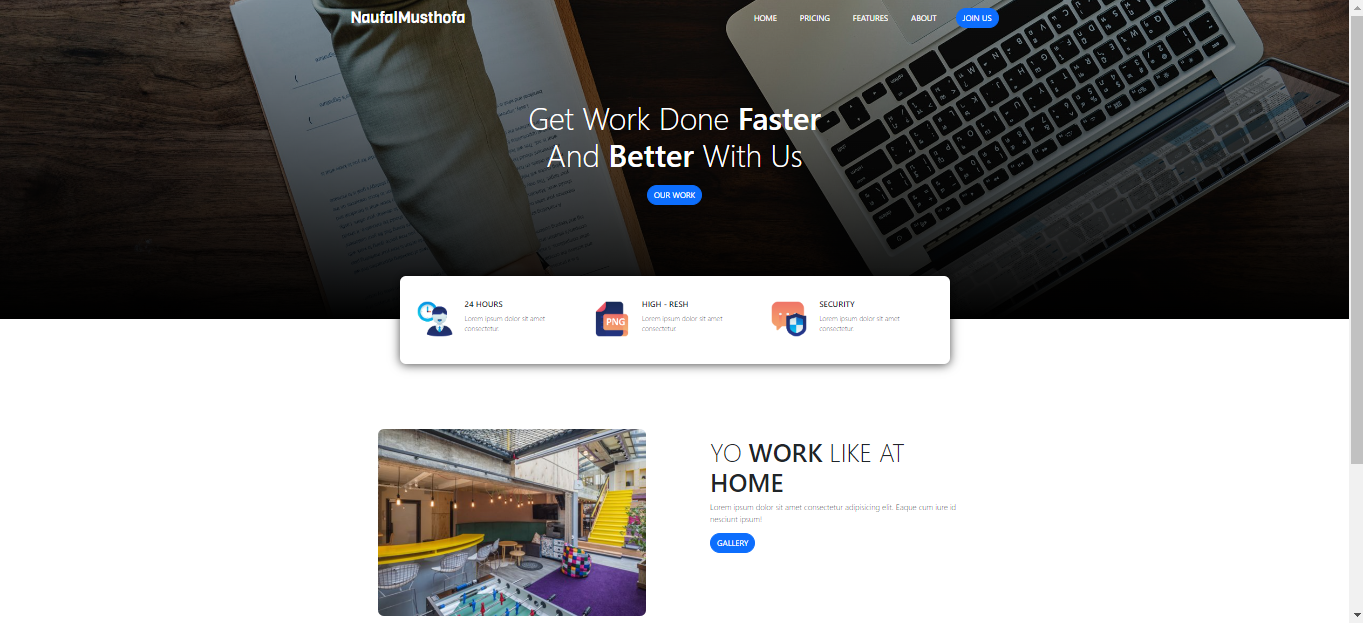 NaufalMusthofa
HOME PRICING FEATURES ABOUT JOIN US
Get Work Done Faster
And Better With Us
OUR WORK
24 HOURS
Lorem ipsum dolor sit amet
consectetur.
PNG
HIGH - RESH
Lorem ipsum dolor sit amet
consectetur.
SECURITY
Lorem ipsum dolor sit amet
consectetur.
YO WORK LIKE AT
HOME
Lorem ipsum dolor sit amet consectetur adipisicing elit. Eaque cum iure id
nesciunt ipsum!
GALLERY